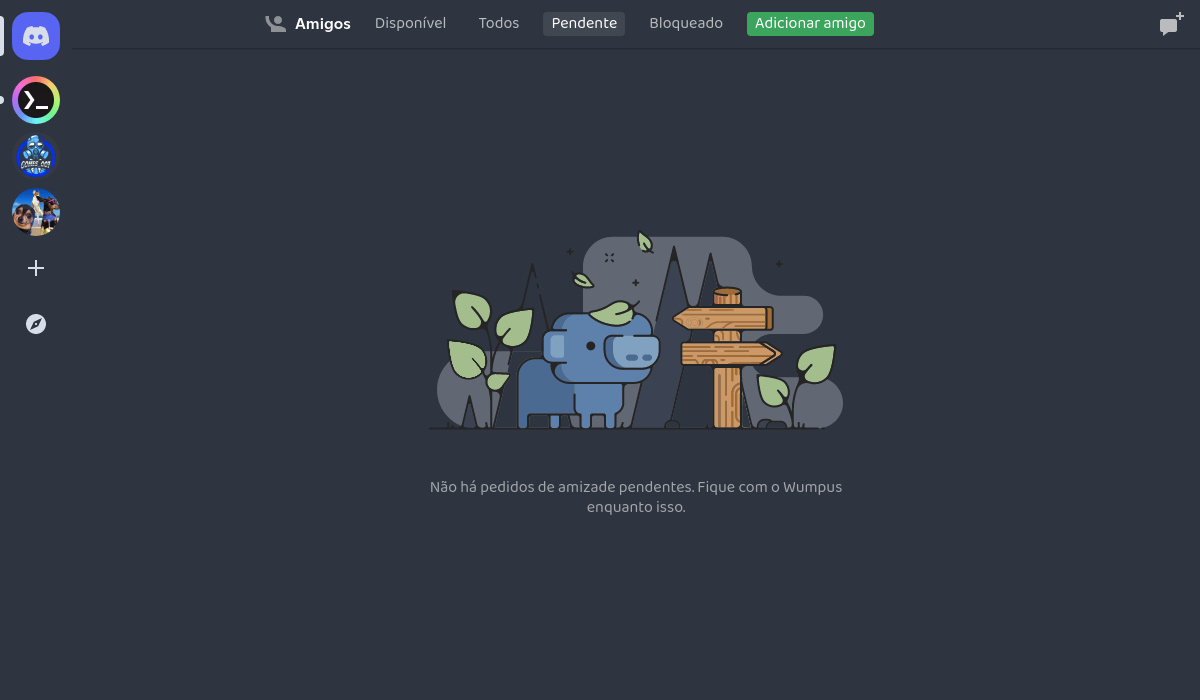 Amigos Disponível Todos Pendente Bloqueado Adicionar amigo
Não há pedidos de amizade pendentes. Fique com o Wumpus
enquanto isso.